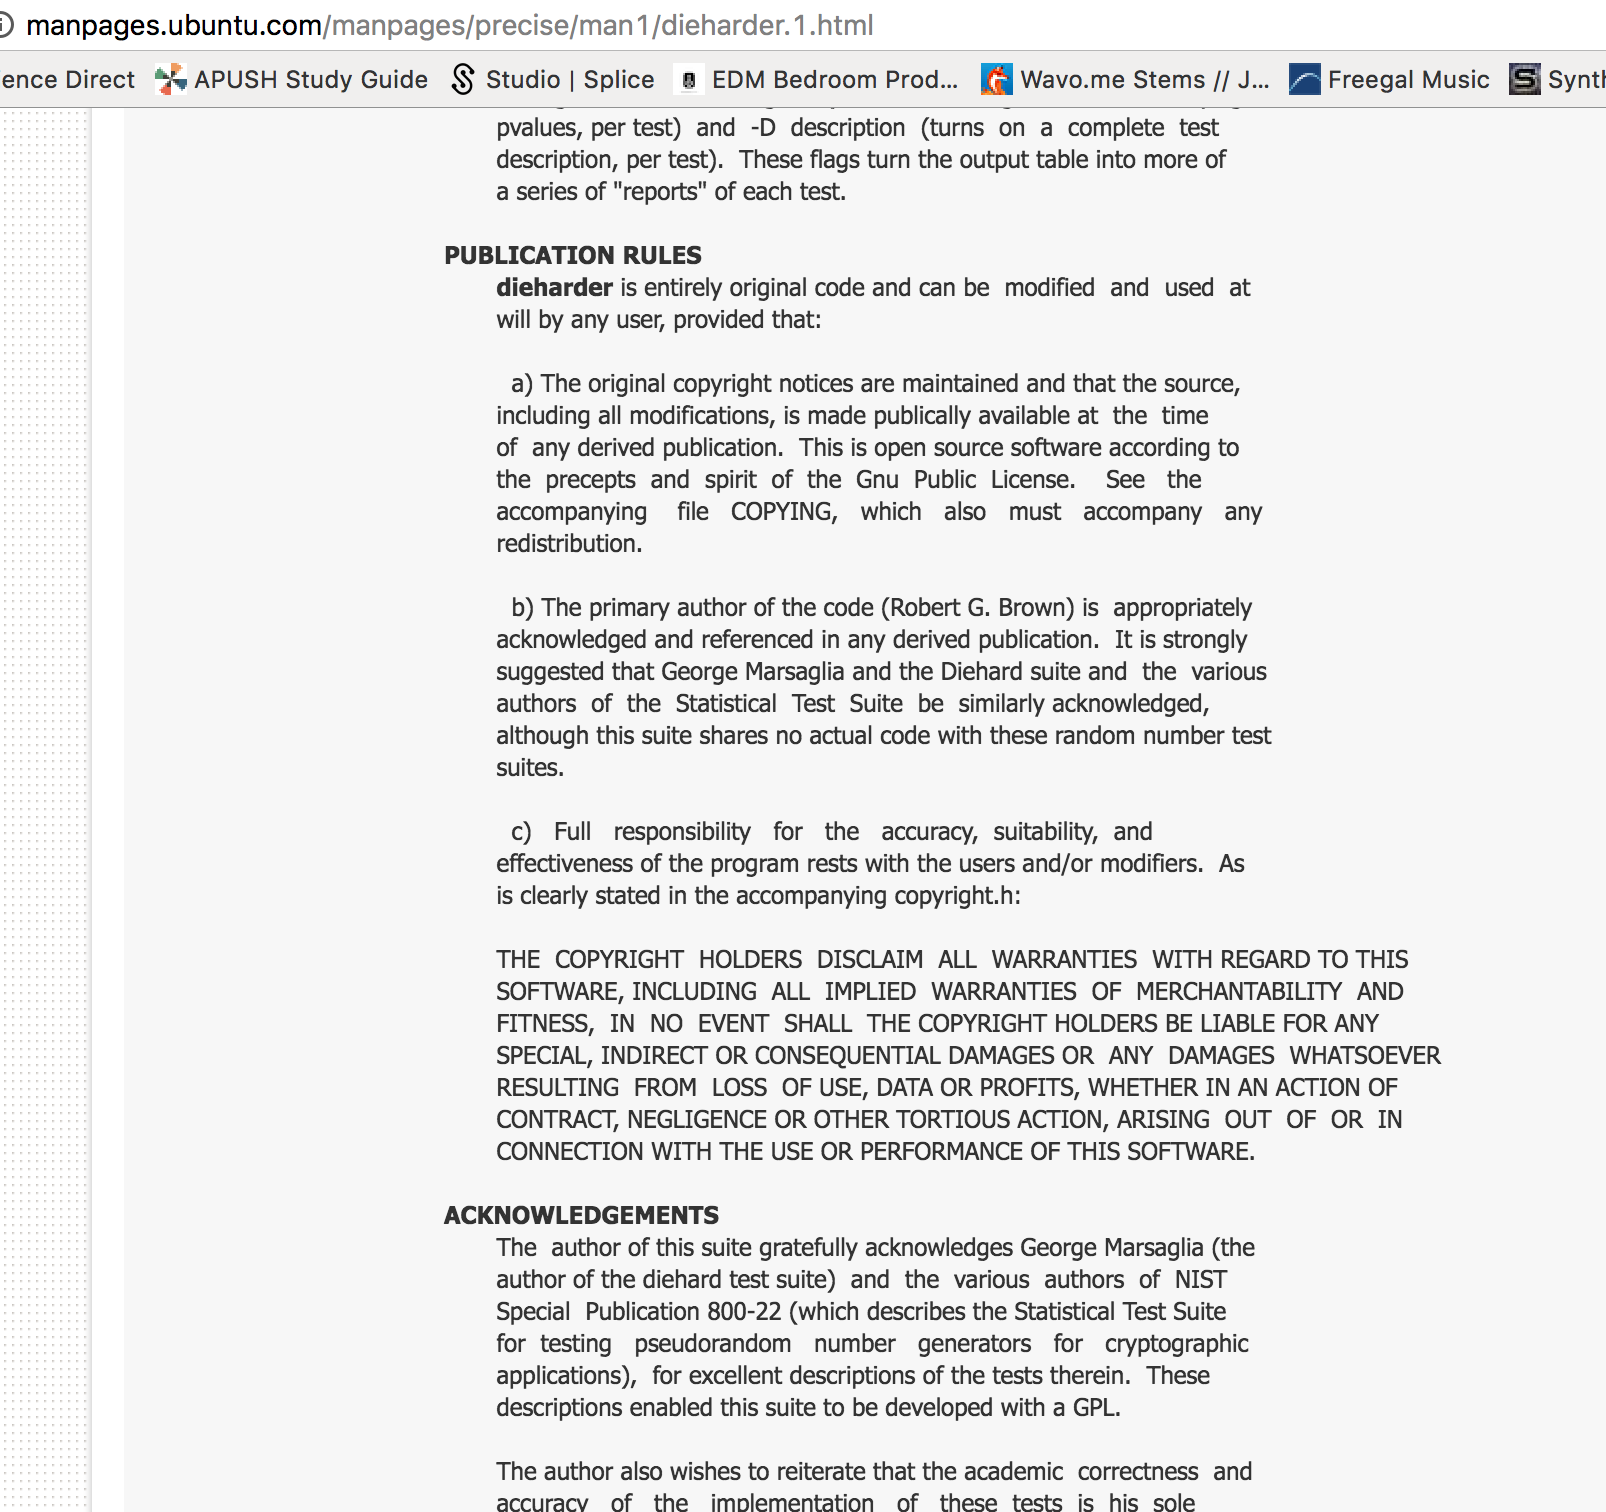 manpages.ubuntu.com/manpages/precise/man1/dieharder.1.html
ence Direct APUSH Study Guide Studio | Splice EDM Bedroom Prod... Wavo.me Stems // J... Freegal Music Synth
pvalues, per test) and -D description (turns on a complete test
description, per test). These flags turn the output table into more of
a series of "reports" of each test.
PUBLICATION RULES
dieharder is entirely original code and can be modified and used at
will by any user, provided that:
a) The original copyright notices are maintained and that the source,
including all modifications, is made publically available at the time
of any derived publication. This is open source software according to
the precepts and spirit of the Gnu Public License. See the
accompanying file COPYING, which also must accompany any
redistribution.
b) The primary author of the code (Robert G. Brown) is appropriately
acknowledged and referenced in any derived publication. It is strongly
suggested that George Marsaglia and the Diehard suite and the various
authors of the Statistical Test Suite be similarly acknowledged,
although this suite shares no actual code with these random number test
suites.
c) Full responsibility for the accuracy, suitability, and
effectiveness of the program rests with the users and/or modifiers. As
is clearly stated in the accompanying copyright.h:
THE COPYRIGHT HOLDERS DISCLAIM ALL WARRANTIES WITH REGARD TO THIS
SOFTWARE, INCLUDING ALL IMPLIED WARRANTIES OF MERCHANTABILITY AND
FITNESS, IN NO EVENT SHALL THE COPYRIGHT HOLDERS BE LIABLE FOR ANY
SPECIAL, INDIRECT OR CONSEQUENTIAL DAMAGES OR ANY DAMAGES WHATSOEVER
RESULTING FROM LOSS OF USE, DATA OR PROFITS, WHETHER IN AN ACTION OF
CONTRACT, NEGLIGENCE OR OTHER TORTIOUS ACTION, ARISING OUT OF OR IN
CONNECTION WITH THE USE OR PERFORMANCE OF THIS SOFTWARE.
ACKNOWLEDGEMENTS
The author of this suite gratefully acknowledges George Marsaglia (the
author of the diehard test suite) and the various authors of NIST
Special Publication 800-22 (which describes the Statistical Test Suite
for testing pseudorandom number generators for cryptographic
applications), for excellent descriptions of the tests therein. These
descriptions enabled this suite to be developed with a GPL.
The author also wishes to reiterate that the academic correctness and
accuracy of the implementation of these tests is his sole